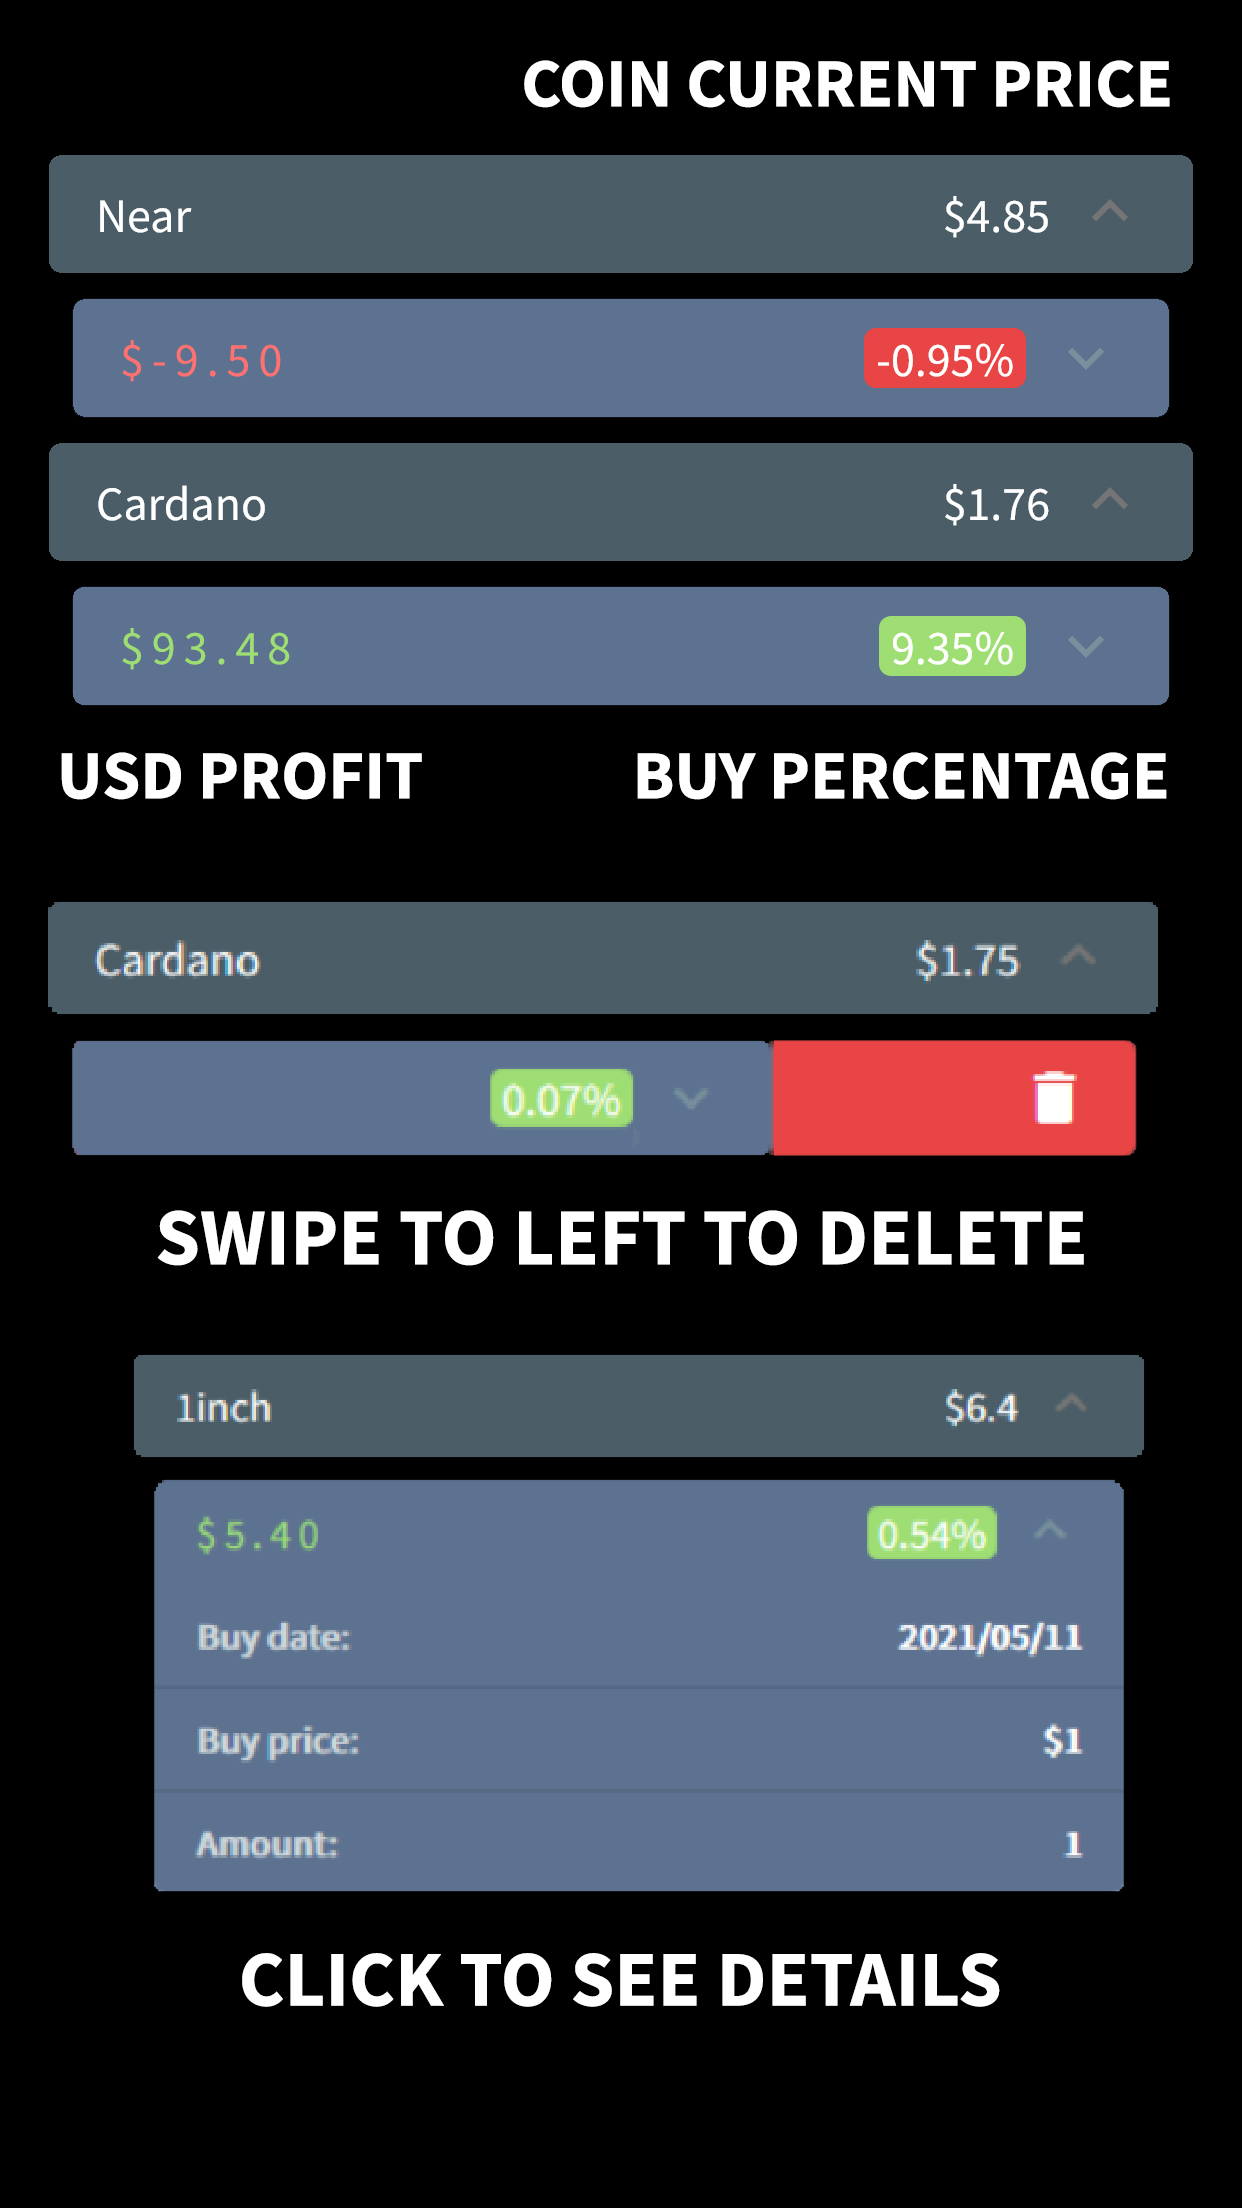 COIN CURRENT PRICE
Near $4.85
$-9.50 -0.95%
Cardano $1.76
$93.48 9.35%
USD PROFIT BUY PERCENTAGE
Cardano $1.75
0.07%
SWIPE TO LEFT TO DELETE
1inch $6.4
$5.40 0.54%
Buy date: 2021/05/11
Buy price: $1
Amount: 1
CLICK TO SEE DETAILS